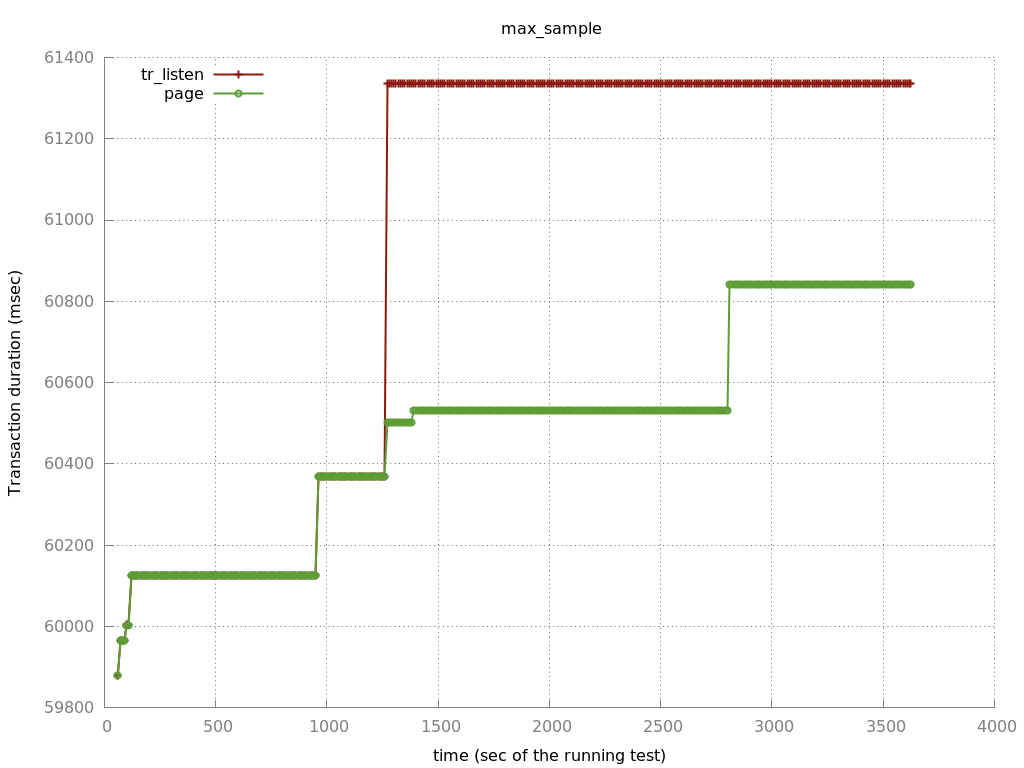 max_sample
tr_listen
page
61400
61200
61000
60800
60600
60400
60200
60000
59800
0 500 1000 1500 2000 2500 3000 3500 4000
Transaction duration (msec)
time (sec of the running test)